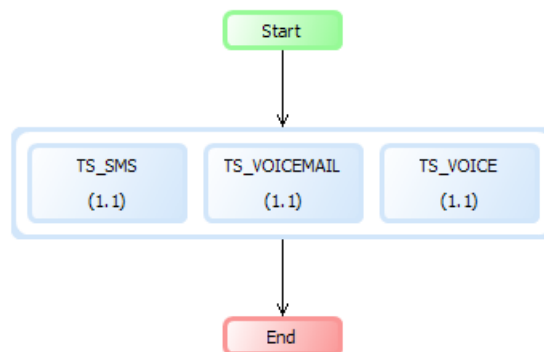 Start
TS_SMS
(1.1)
TS_VOICEMAIL
(1.1)
TS_VOICE
(1.1)
End